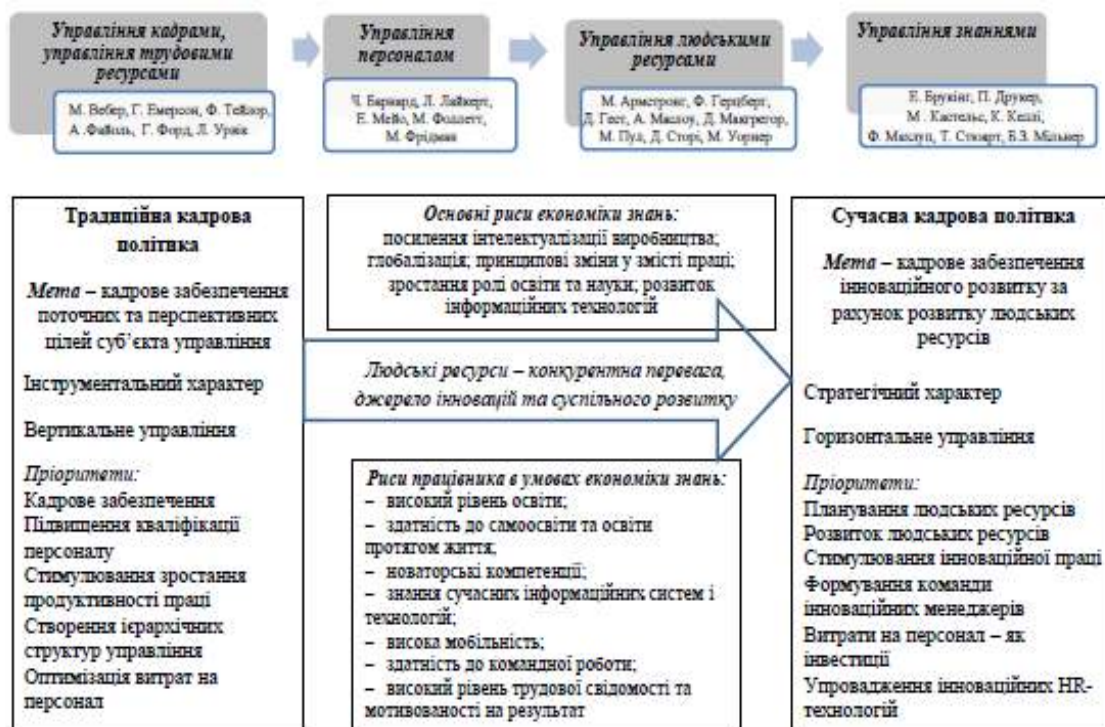 Управління кадрами,
управління трудовими
ресурсами
М. Вебер, Г. Емерсон, Ф. Тейлор,
А. Файоль, Г. Форд, Л. Урвік
Управління
персоналом
Ч. Барнард, Л. Лайкерт,
Е. Мейо, М. Фоллетт,
М. Фрідман
Управління людськими
ресурсами
М. Армстронг, Ф. Герцберг,
Д. Гест, А. Маслоу, Д. Макгрегор,
М. Пул, Д. Сторі, М. Уорнер
Управління знаннями
Е. Брукінг, П. Друкер,
М. Кастельс, К. Келлі,
Ф. Махлуп, Т. Стюарт, Б.З. Мільнер
Традиційна кадрова
політика
Мета – кадрове забезпечення
поточних та перспективних
цілей суб’єкта управління
Інструментальний характер
Вертикальне управління
Пріоритети:
Кадрове забезпечення
Підвищення кваліфікації
персоналу
Стимулювання зростання
продуктивності праці
Створення ієрархічних
структур управління
Оптимізація витрат на
персонал
Основні риси економіки знань:
посилення інтелектуалізації виробництва;
глобалізація; принципові зміни у змісті праці;
зростання ролі освіти та науки; розвиток
інформаційних технологій
Людські ресурси – конкурентна перевага,
джерело інновацій та суспільного розвитку
Риси працівника в умовах економіки знань:
– високий рівень освіти;
– здатність до самоосвіти та освіти
протягом життя;
– новаторські компетенції;
– знання сучасних інформаційних систем і
технологій;
– висока мобільність;
– здатність до командної роботи;
– високий рівень трудової свідомості та
мотивованості на результат
Сучасна кадрова політика
Мета – кадрове забезпечення
інноваційного розвитку за
рахунок розвитку людських
ресурсів
Стратегічний характер
Горизонтальне управління
Пріоритети:
Планування людських ресурсів
Розвиток людських ресурсів
Стимулювання інноваційної праці
Формування команди
інноваційних менеджерів
Витрати на персонал – як
інвестиції
Упровадження інноваційних HR-
технологій